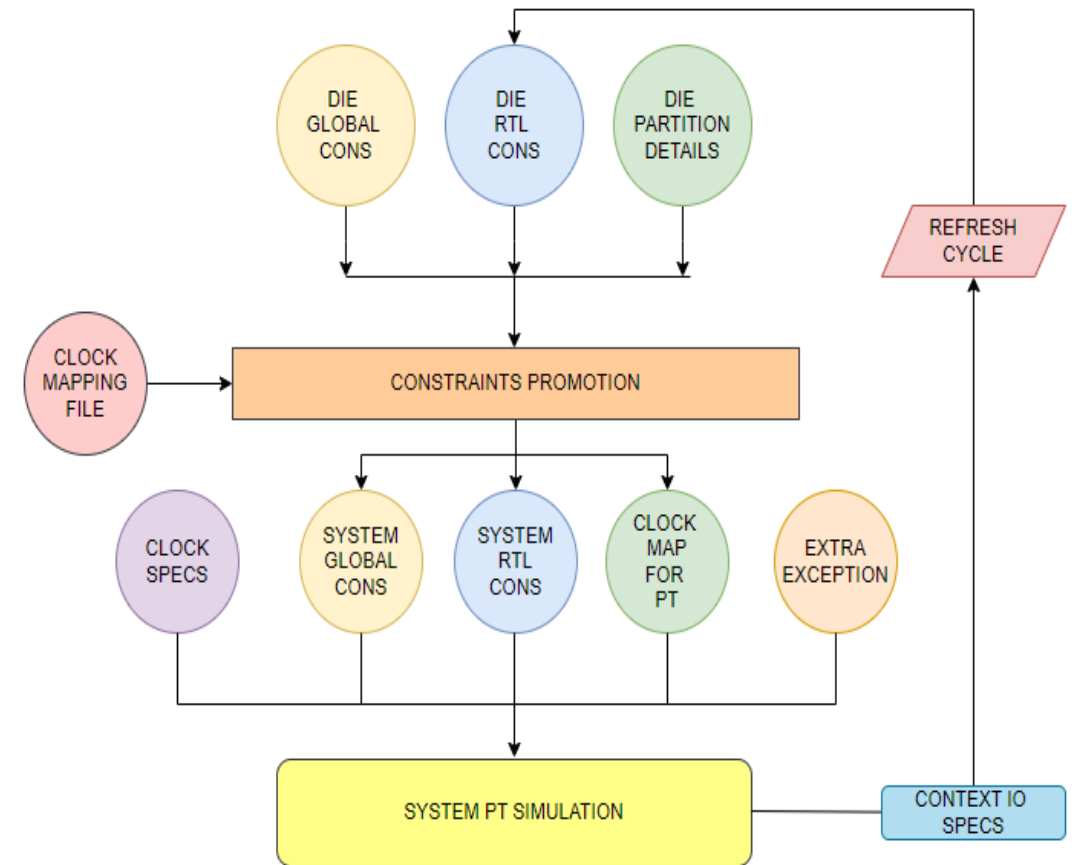 DIE
GLOBAL
CONS
DIE
RTL
CONS
DIE
PARTITION
DETAILS
REFRESH
CYCLE
CLOCK
MAPPING
FILE
CONSTRAINTS PROMOTION
CLOCK
SPECS
SYSTEM
GLOBAL
CONS
SYSTEM
RTL
CONS
CLOCK
MAP
FOR
PT
EXTRA
EXCEPTION
SYSTEM PT SIMULATION
CONTEXT IO
SPECS